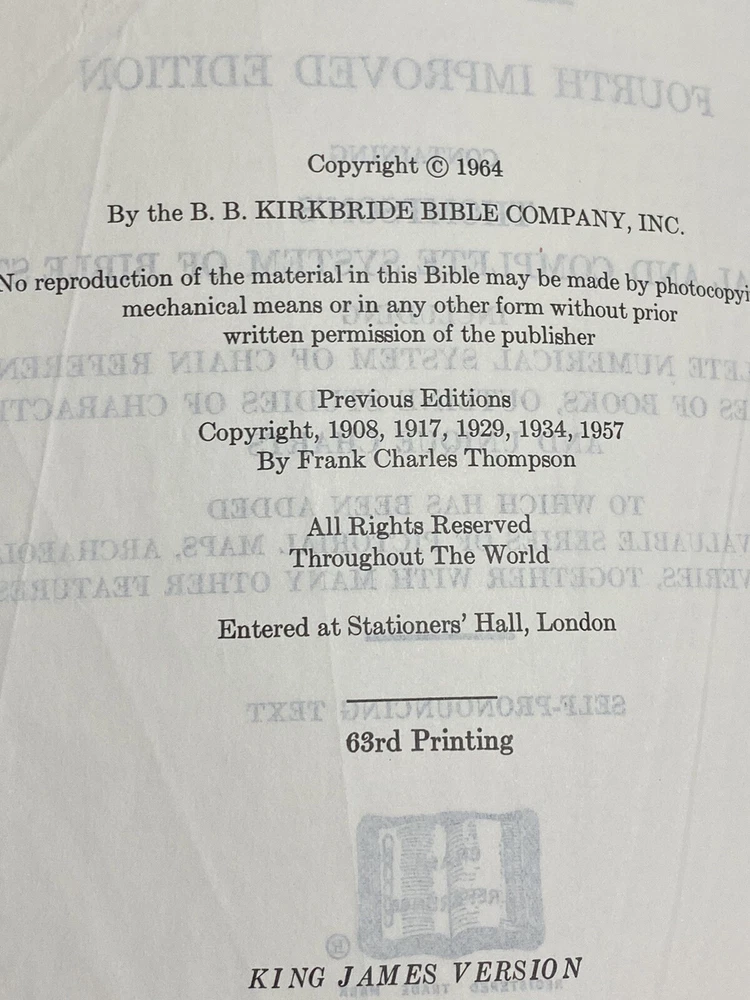 Copyright © 1964
By the B. B. KIRKBRIDE BIBLE COMPANY, INC.
No reproduction of the material in this Bible may be made by photocopyi
mechanical means or in any other form without prior
written permission of the publisher
Previous Editions
Copyright, 1908, 1917, 1929, 1934, 1957
By Frank Charles Thompson
All Rights Reserved
Throughout The World
Entered at Stationers' Hall, London
63rd Printing
KING JAMES VERSION